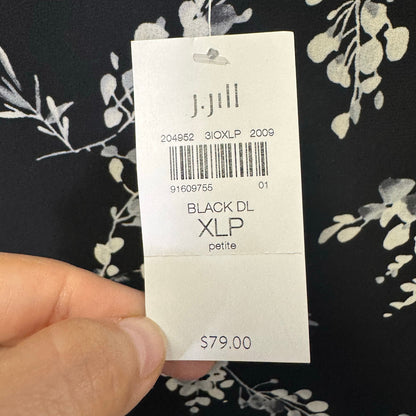 J.Jill
204952 3IOXLP 2009
91609755 01
BLACK DL
XLP
petite
$79.00